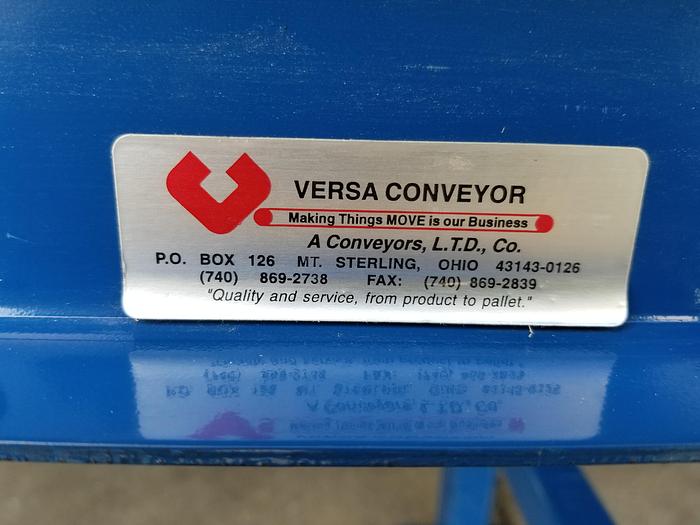 VERSA CONVEYOR
Making Things MOVE is our Business
A Conveyors, L.T.D., Co.
P.O. BOX 126 MT. STERLING, OHIO 43143-0126
(740) 869-2738 FAX: (740) 869-2839
"Quality and service, from product to pallet."